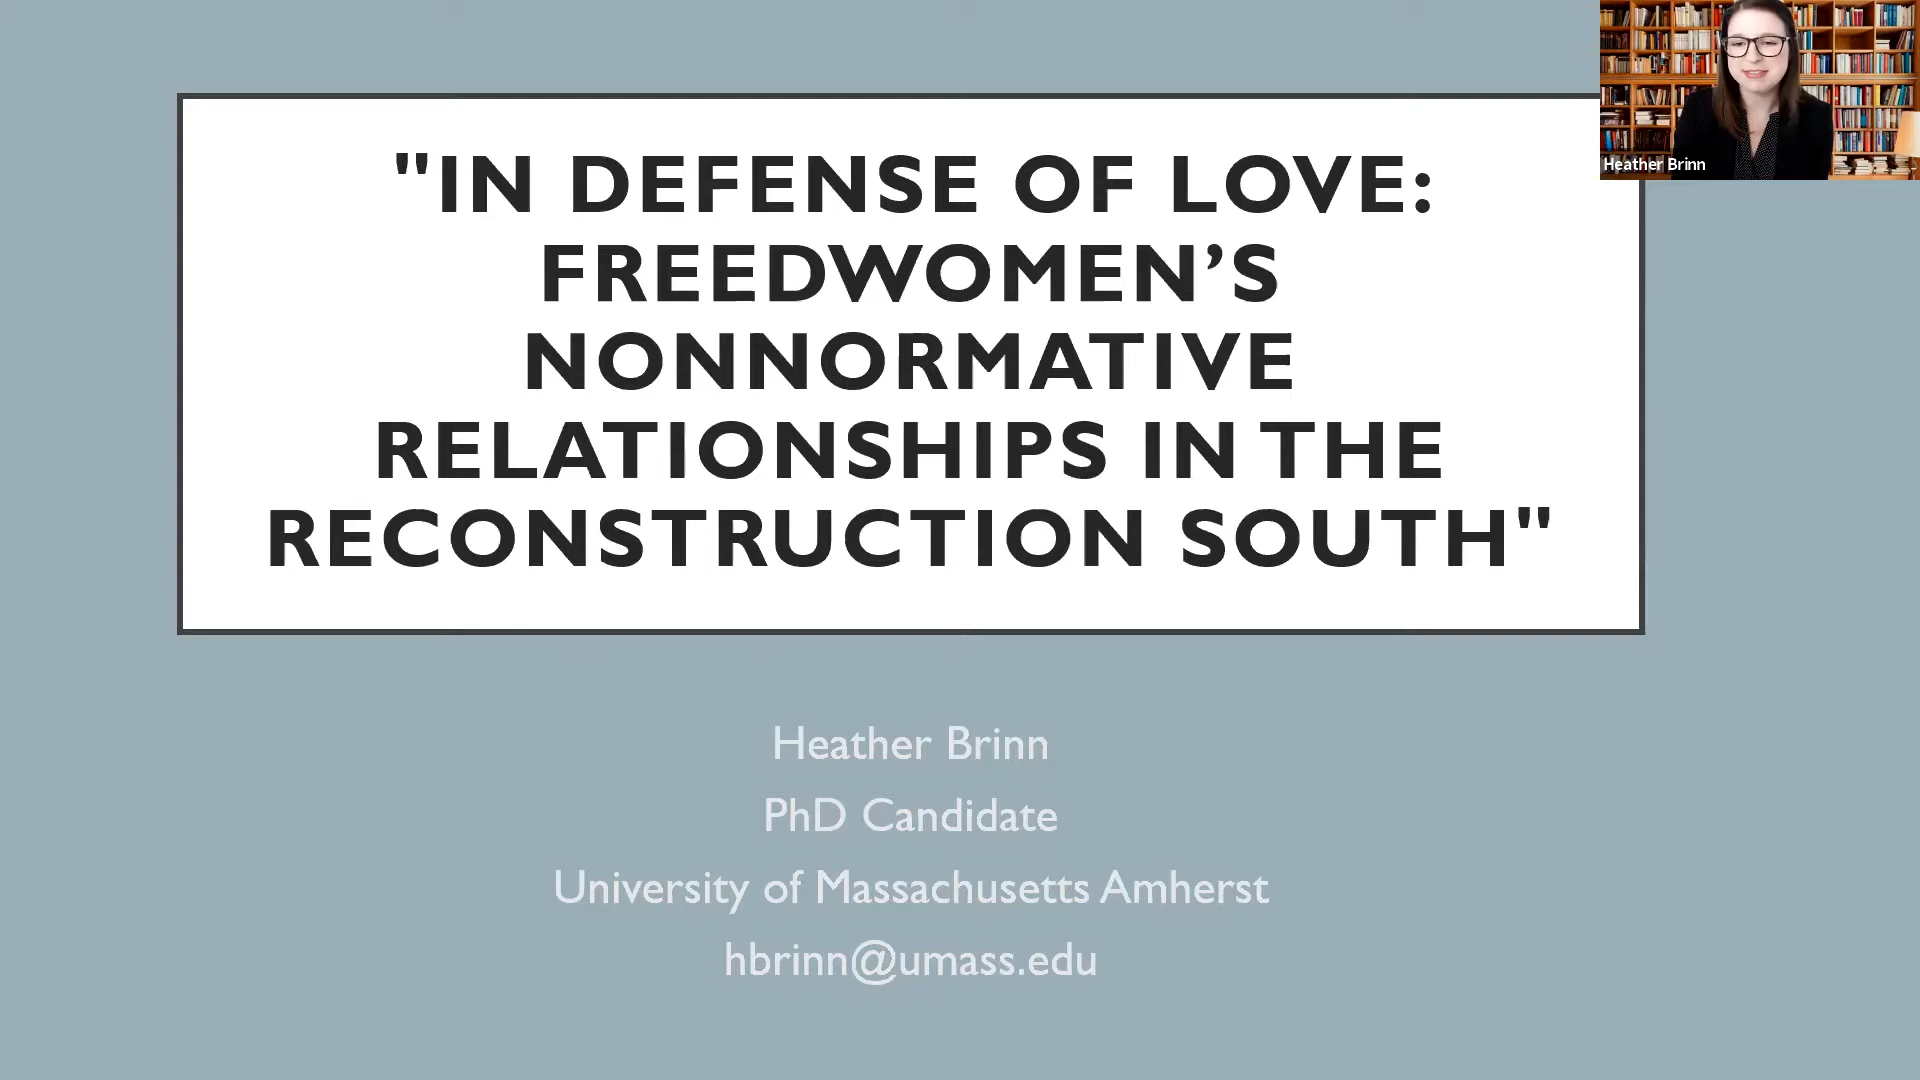 "IN DEFENSE OF LOVE:
FREEDWOMEN’S
NONNORMATIVE
RELATIONSHIPS IN THE
RECONSTRUCTION SOUTH"
Heather Brinn
PhD Candidate
University of Massachusetts Amherst
hbrinn@umass.edu
Heather Brinn